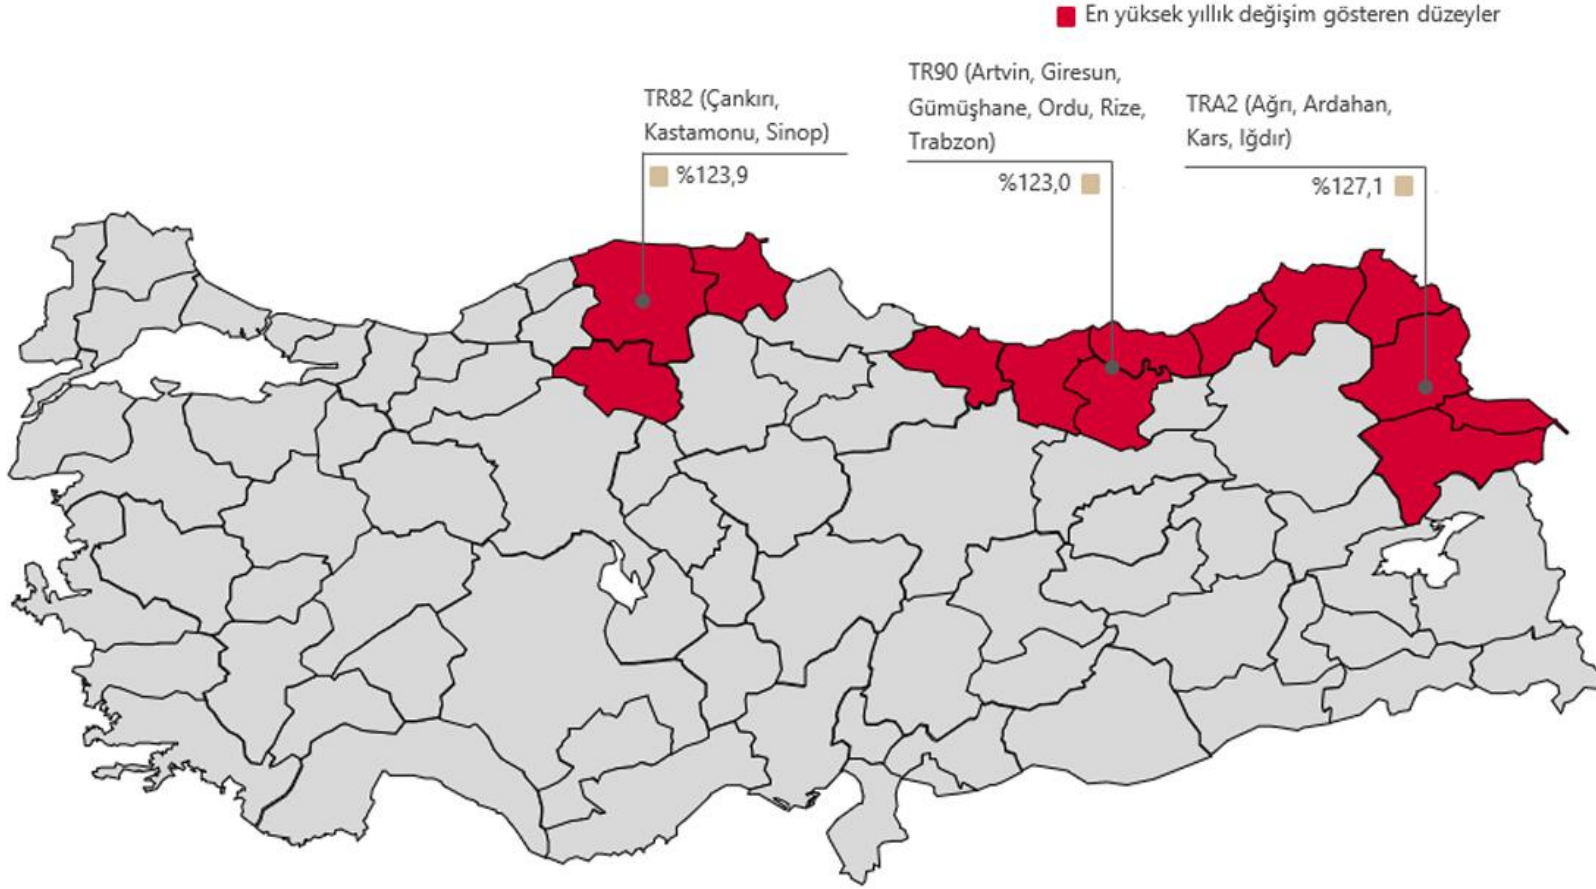 En yüksek yıllık değişim gösteren düzeyler
TR82 (Çankırı,
Kastamonu, Sinop)
%123,9
TR90 (Artvin, Giresun,
Gümüşhane, Ordu, Rize,
Trabzon)
%123,0
TRA2 (Ağrı, Ardahan,
Kars, Iğdır)
%127,1